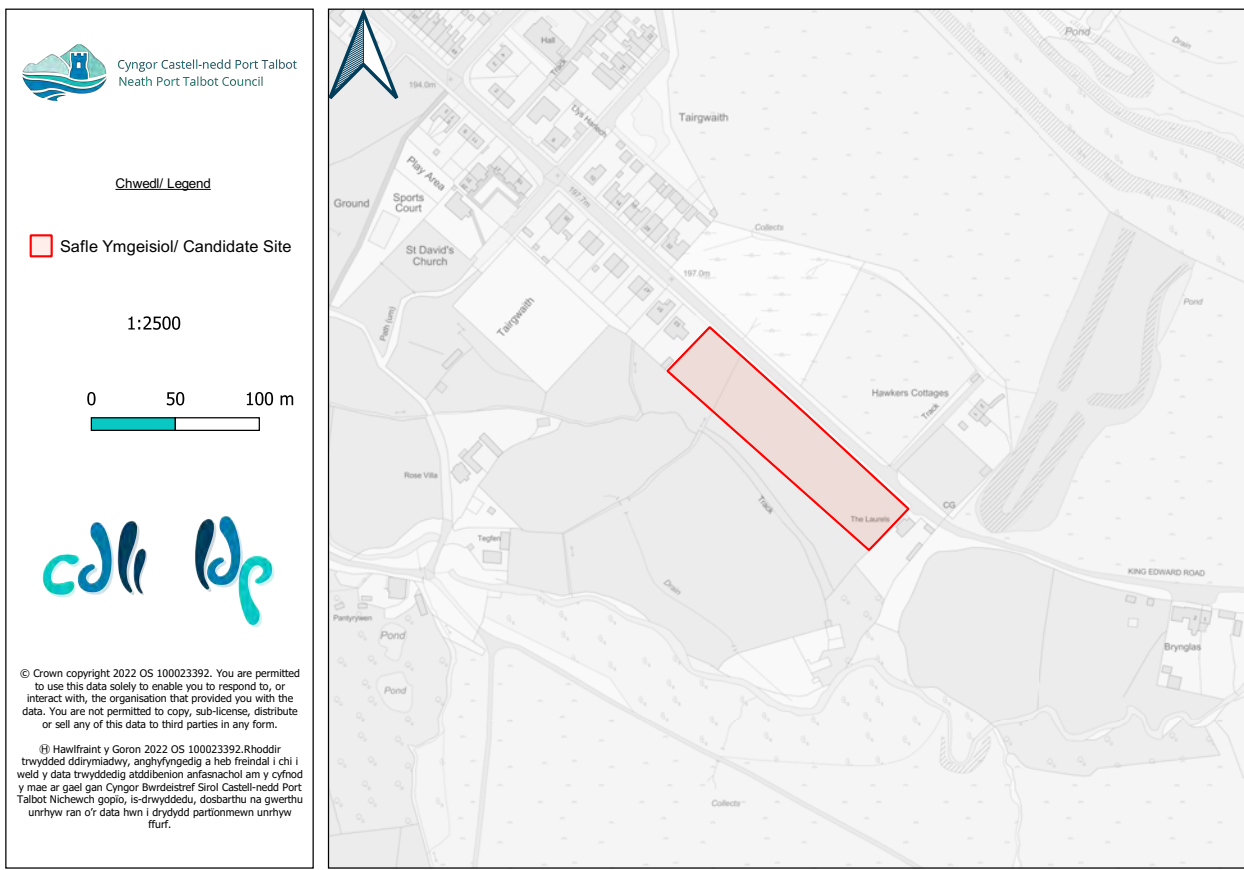 Cyngor Castell-nedd Port Talbot
Neath Port Talbot Council
Chwedl/ Legend
Safle Ymgeisiol/ Candidate Site
1:2500
0 50 100 m
cdll ldp
© Crown copyright 2022 OS 100023392. You are permitted
to use this data solely to enable you to respond to, or
interact with, the organisation that provided you with the
data. You are not permitted to copy, sub-license, distribute
or sell any of this data to third parties in any form.
Ⓗ Hawlfraint y Goron 2022 OS 100023392.Rhoddir
trwydded ddirymiadwy, anghyfyngedig a heb freindal i chi i
weld y data trwyddedig atddibenion anfasnachol am y cyfnod
y mae ar gael gan Cyngor Bwrdeistref Sirol Castell-nedd Port
Talbot Nichewch gopïo, is-drwyddedu, dosbarthu na gwerthu
unrhyw ran o'r data hwn i drydydd partïonmewn unrhyw
ffurf.
Pond
Drain
Hall
Track
194.0m
Llys Harlech
Tairgwaith
Play Area
197.7m
Ground
Sports
Court
St David's
Church
Collects
197.0m
Pond
Tairgwaith
Path (um)
Hawkers Cottages
Track
Rose Villa
Track
The Laurels
CG
Tegfen
Drain
KING EDWARD ROAD
Pantyrywen
Pond
Brynglas
Pond
Collects